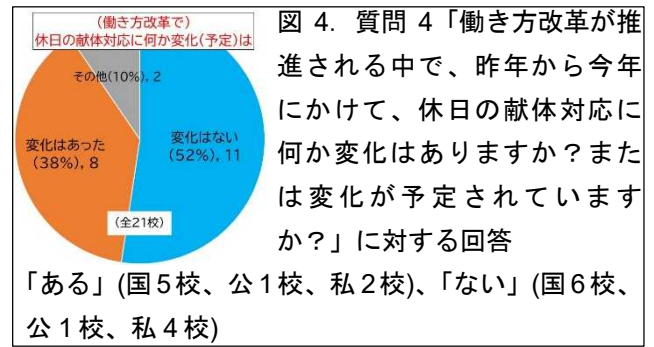 (働き方改革で)
休日の献体対応に何か変化(予定)は
その他(10%), 2
変化はあった
(38%), 8
変化はない
(52%), 11
(全21校)
図 4. 質問 4「働き方改革が推
進される中で、昨年から今年
にかけて、休日の献体対応に
何か変化はありますか？また
は変化が予定されています
か？」に対する回答
「ある」(国5校、公1校、私2校)、「ない」(国6校、
公1校、私4校)